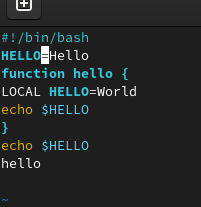 #!/bin/bash
HELLO=Hello
function hello {
LOCAL HELLO=World
echo $HELLO
}
echo $HELLO
hello
~